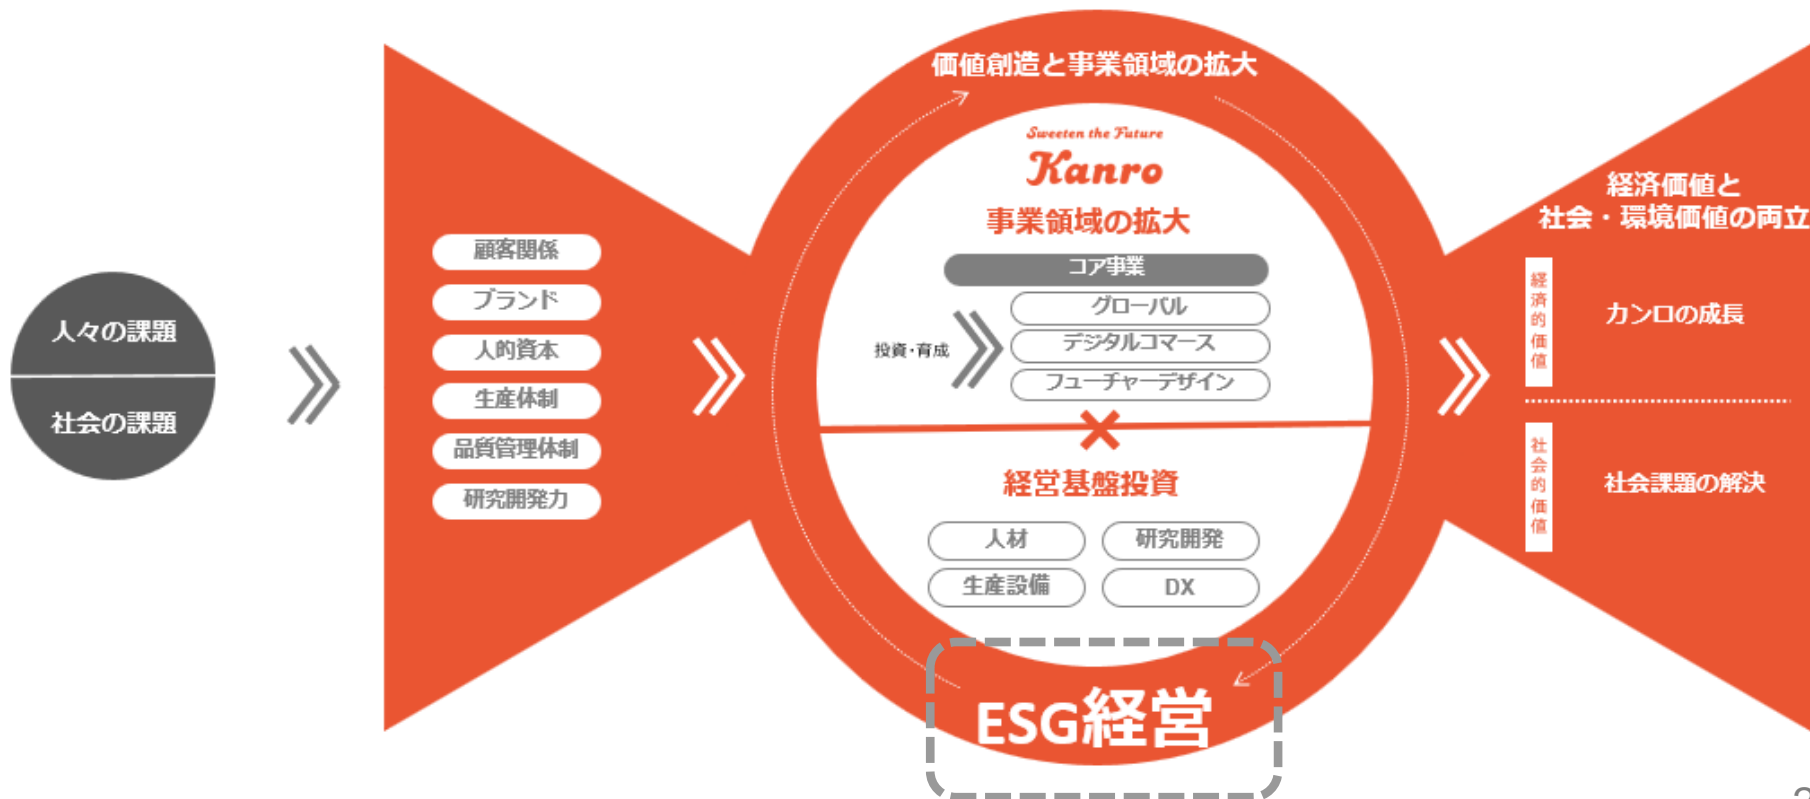 人々の課題
社会の課題
顧客関係
ブランド
人的資本
生産体制
品質管理体制
研究開発力
価値創造と事業領域の拡大
Sweeten the Future
Kanro
事業領域の拡大
コア事業
投資・育成
グローバル
デジタルコマース
フューチャーデザイン
経営基盤投資
人材
研究開発
生産設備
DX
ESG経営
経済価値と
社会・環境価値の両立
経済的価値
カンロの成長
社会的価値
社会課題の解決